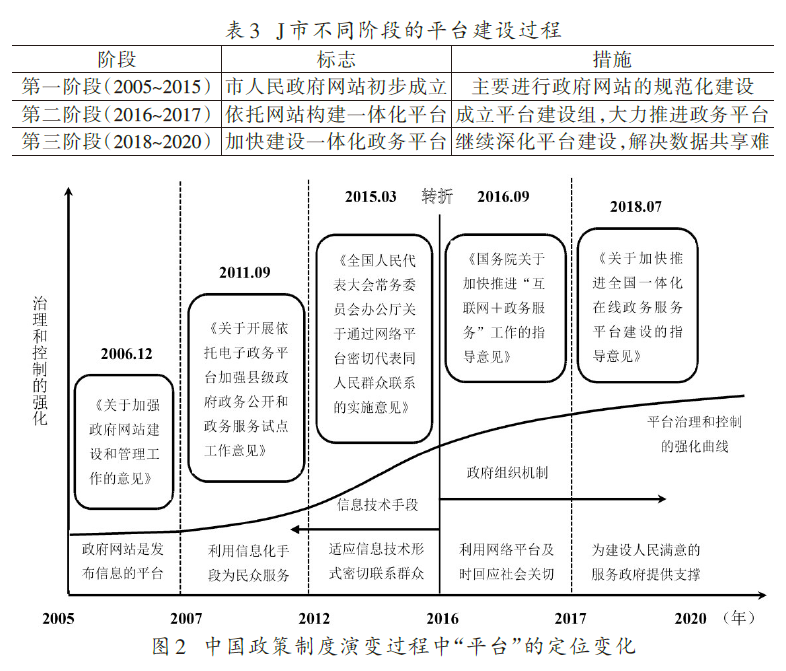 表3 J市不同阶段的平台建设过程
阶段 标志 措施
第一阶段(2005~2015) 市人民政府网站初步成立 主要进行政府网站的规范化建设
第二阶段(2016~2017) 依托网站构建一体化平台 成立平台建设组,大力推进政务平台
第三阶段(2018~2020) 加快建设一体化政务平台 继续深化平台建设,解决数据共享难
治理和控制的强化
2006.12
《关于加强
政府网站建
设和管理工
作的意见》
2011.09
《关于开展依
托电子政务平
台加强县级政
府政务公开和
政务服务试点
工作意见》
2015.03
《全国人民代
表大会常务委
员会办公厅关
于通过网络平
台密切代表同
人民群众联系
的实施意见》
转折
2016.09
《国务院关于
加快推进“互
联网+政务服
务”工作的指
导意见》
2018.07
《关于加快推
进全国一体化
在线政务服务
平台建设的指
导意见》
平台治理和控制
的强化曲线
政府组织机制
信息技术手段
政府网站是发
布信息的平台
利用信息化手
段为民众服务
适应信息技术形
式密切联系群众
利用网络平台及
时回应社会关切
为建设人民满意的
服务政府提供支撑
2005 2007 2012 2016 2017 2020 (年)
图2 中国政策制度演变过程中“平台”的定位变化